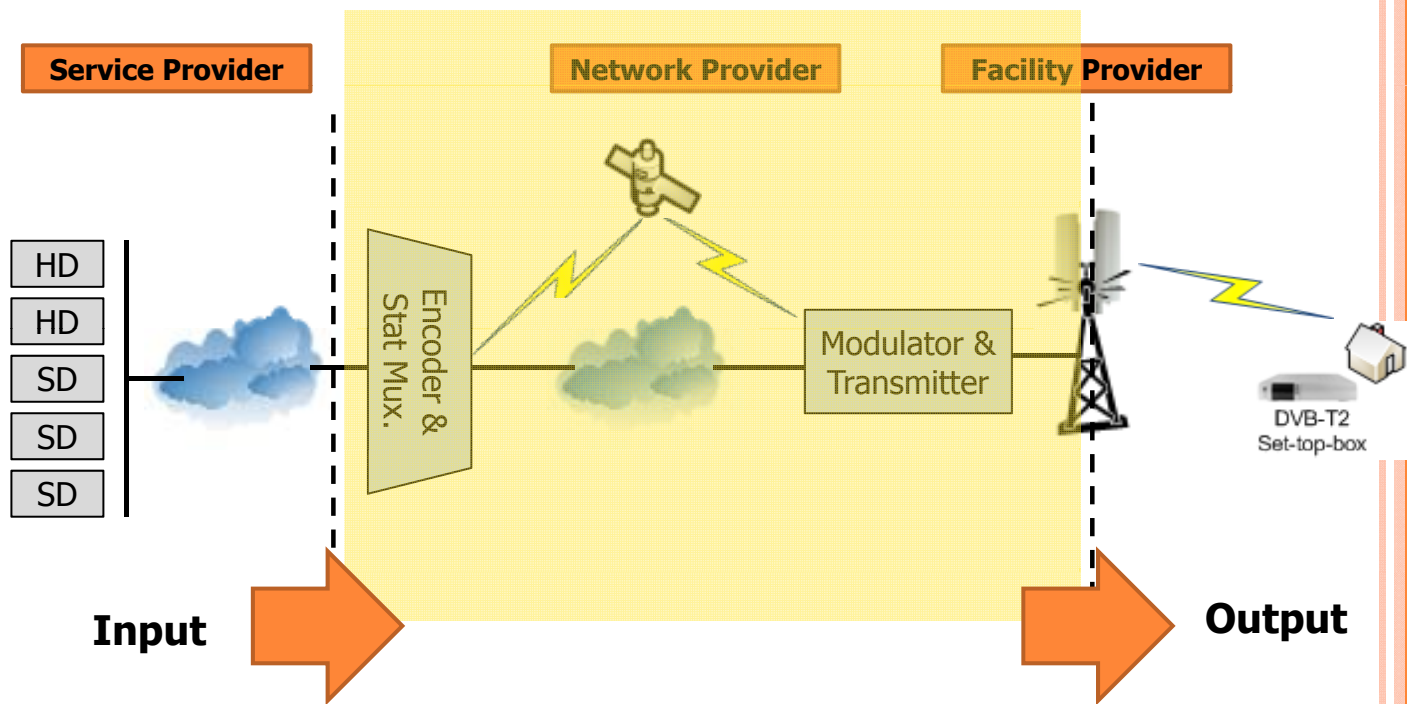 Service Provider
Network Provider
Facility Provider
HD
HD
SD
SD
SD
Encoder &
Stat Mux.
Modulator &
Transmitter
DVB-T2
Set-top-box
Input
Output